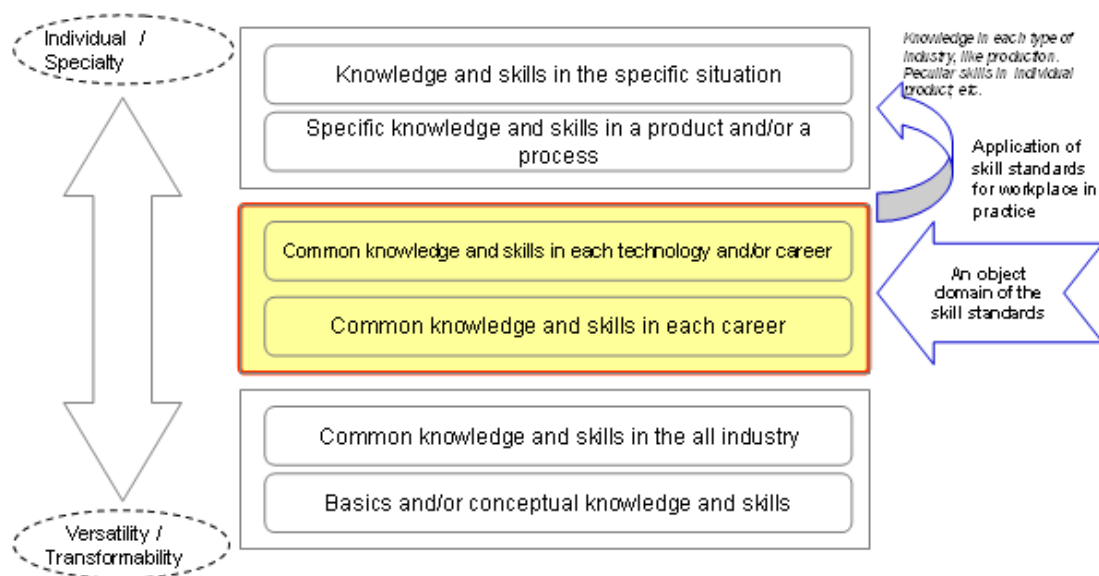 Individual /
Specialty
Knowledge and skills in the specific situation
Specific knowledge and skills in a product and/or a
process
Knowledge in each type of
industry, like production.
Peculiar skills in individual
product, etc.
Application of
skill standards
for workplace in
practice
Common knowledge and skills in each technology and/or career
Common knowledge and skills in each career
An object
domain of the
skill standards
Common knowledge and skills in the all industry
Basics and/or conceptual knowledge and skills
Versatility /
Transformability